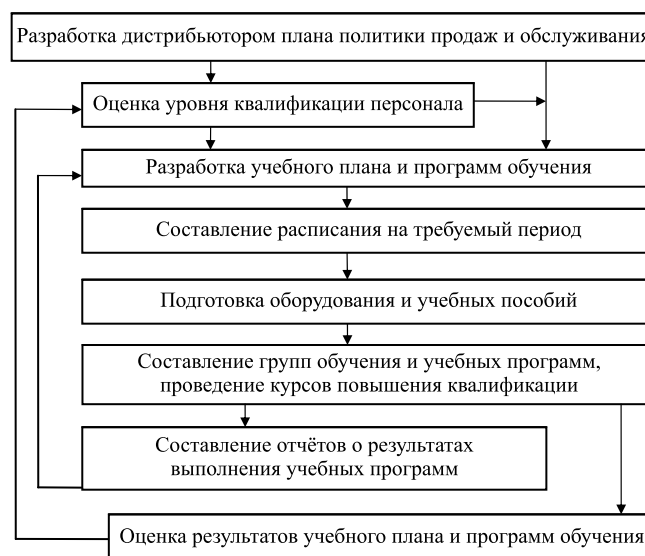 Разработка дистрибьютором плана политики продаж и обслуживания
Оценка уровня квалификации персонала
Разработка учебного плана и программ обучения
Составление расписания на требуемый период
Подготовка оборудования и учебных пособий
Составление групп обучения и учебных программ,
проведение курсов повышения квалификации
Составление отчётов о результатах
выполнения учебных программ
Оценка результатов учебного плана и программ обучения